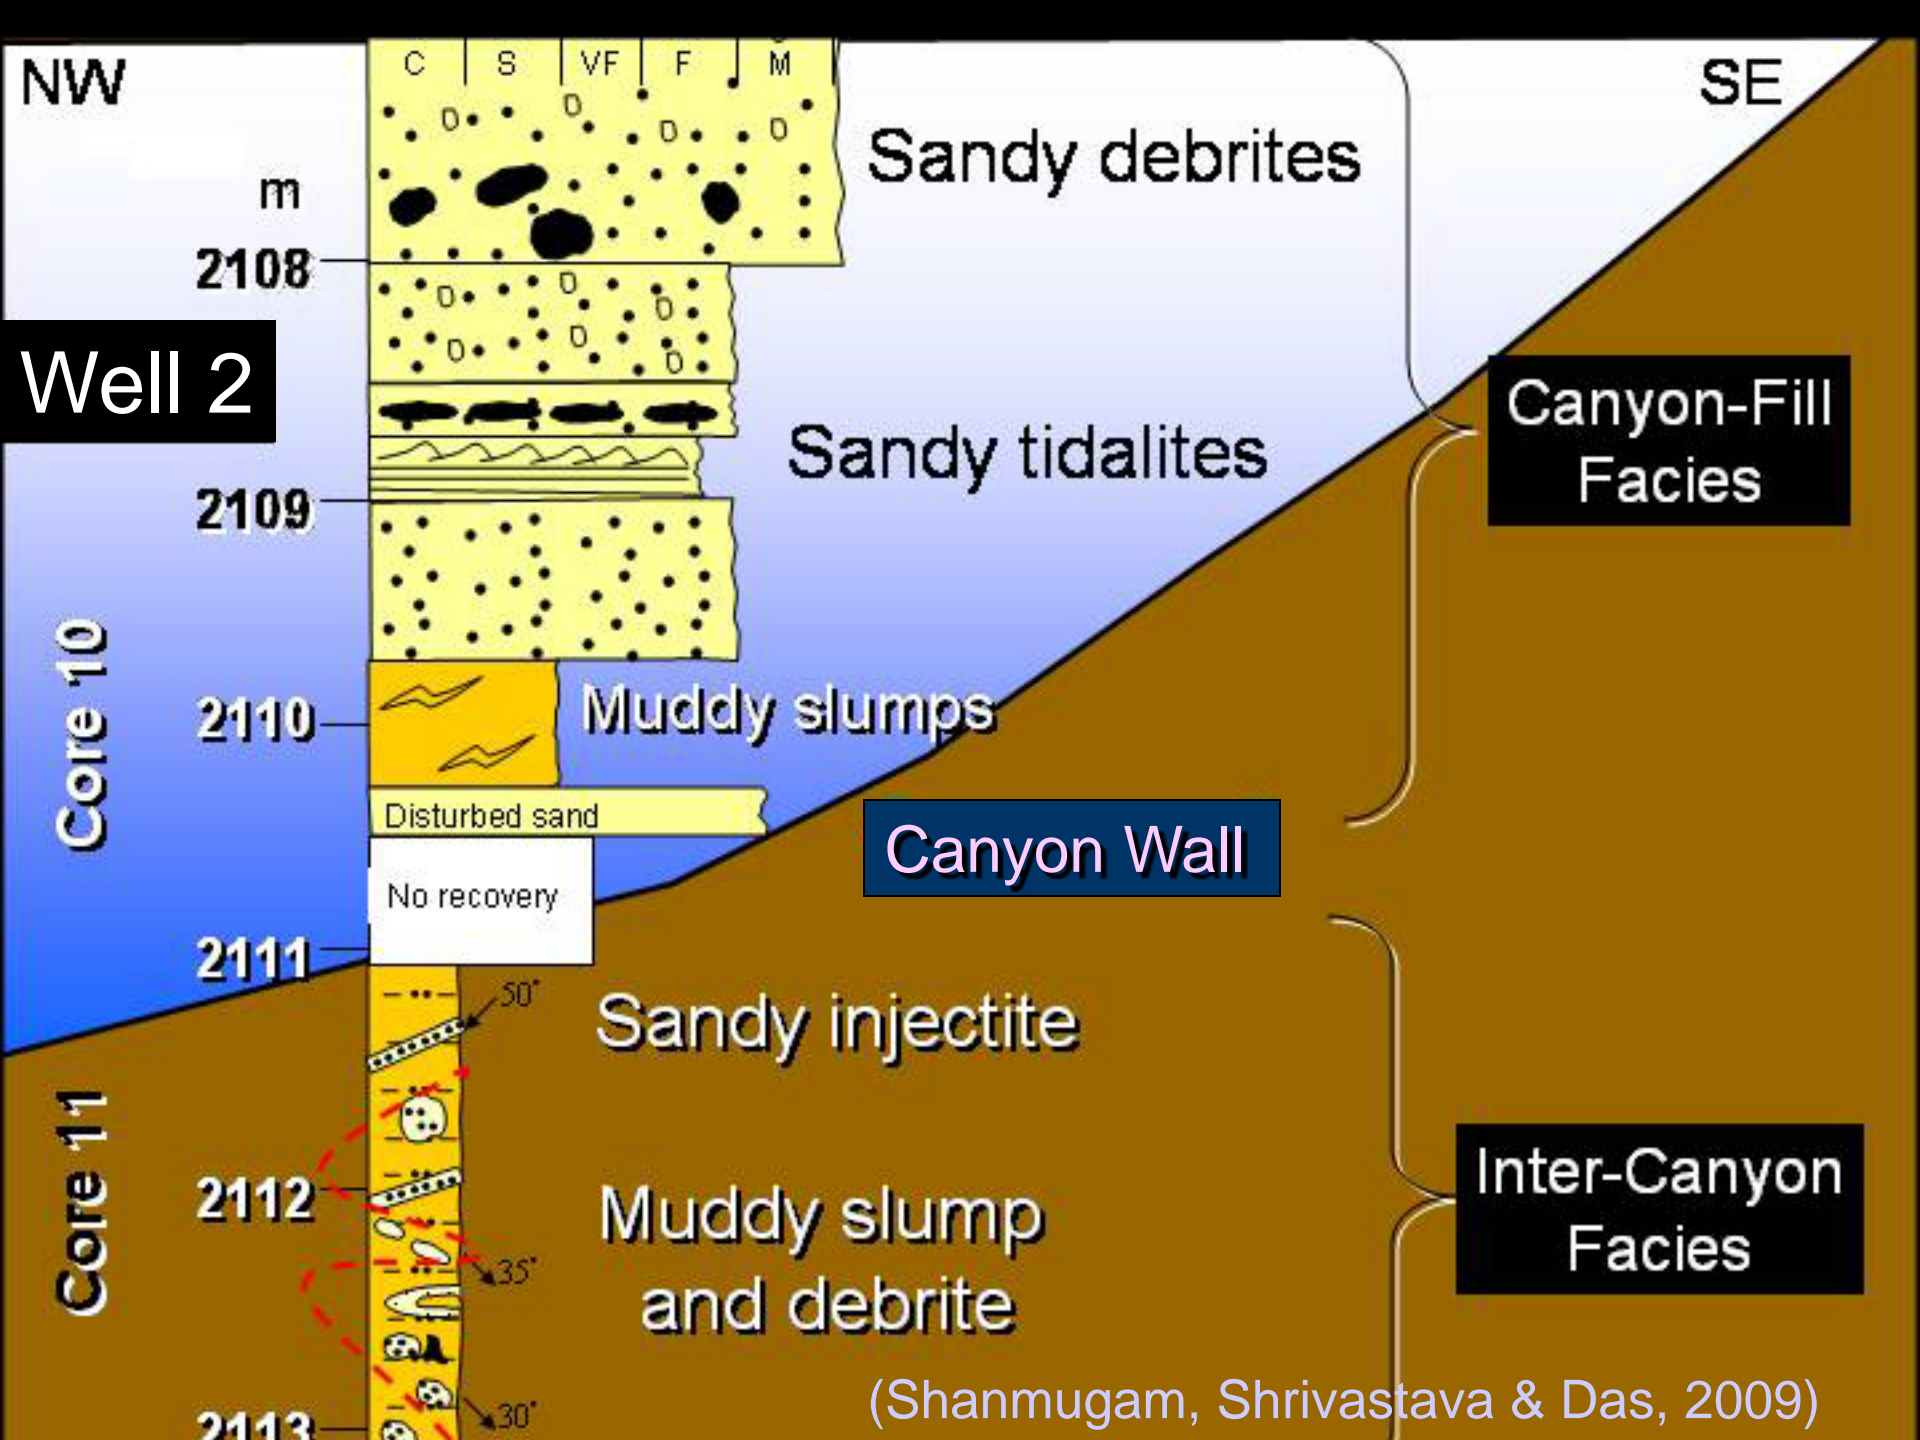 NW
C S VF F M
SE
Sandy debrites
m
2108
Well 2
Canyon-Fill
Facies
Sandy tidalites
2109
Core 10
2110
Muddy slumps
Disturbed sand
Canyon Wall
No recovery
2111
50°
Sandy injectite
Core 11
2112
Muddy slump
and debrite
Inter-Canyon
Facies
35°
30°
2113
(Shanmugam, Shrivastava & Das, 2009)